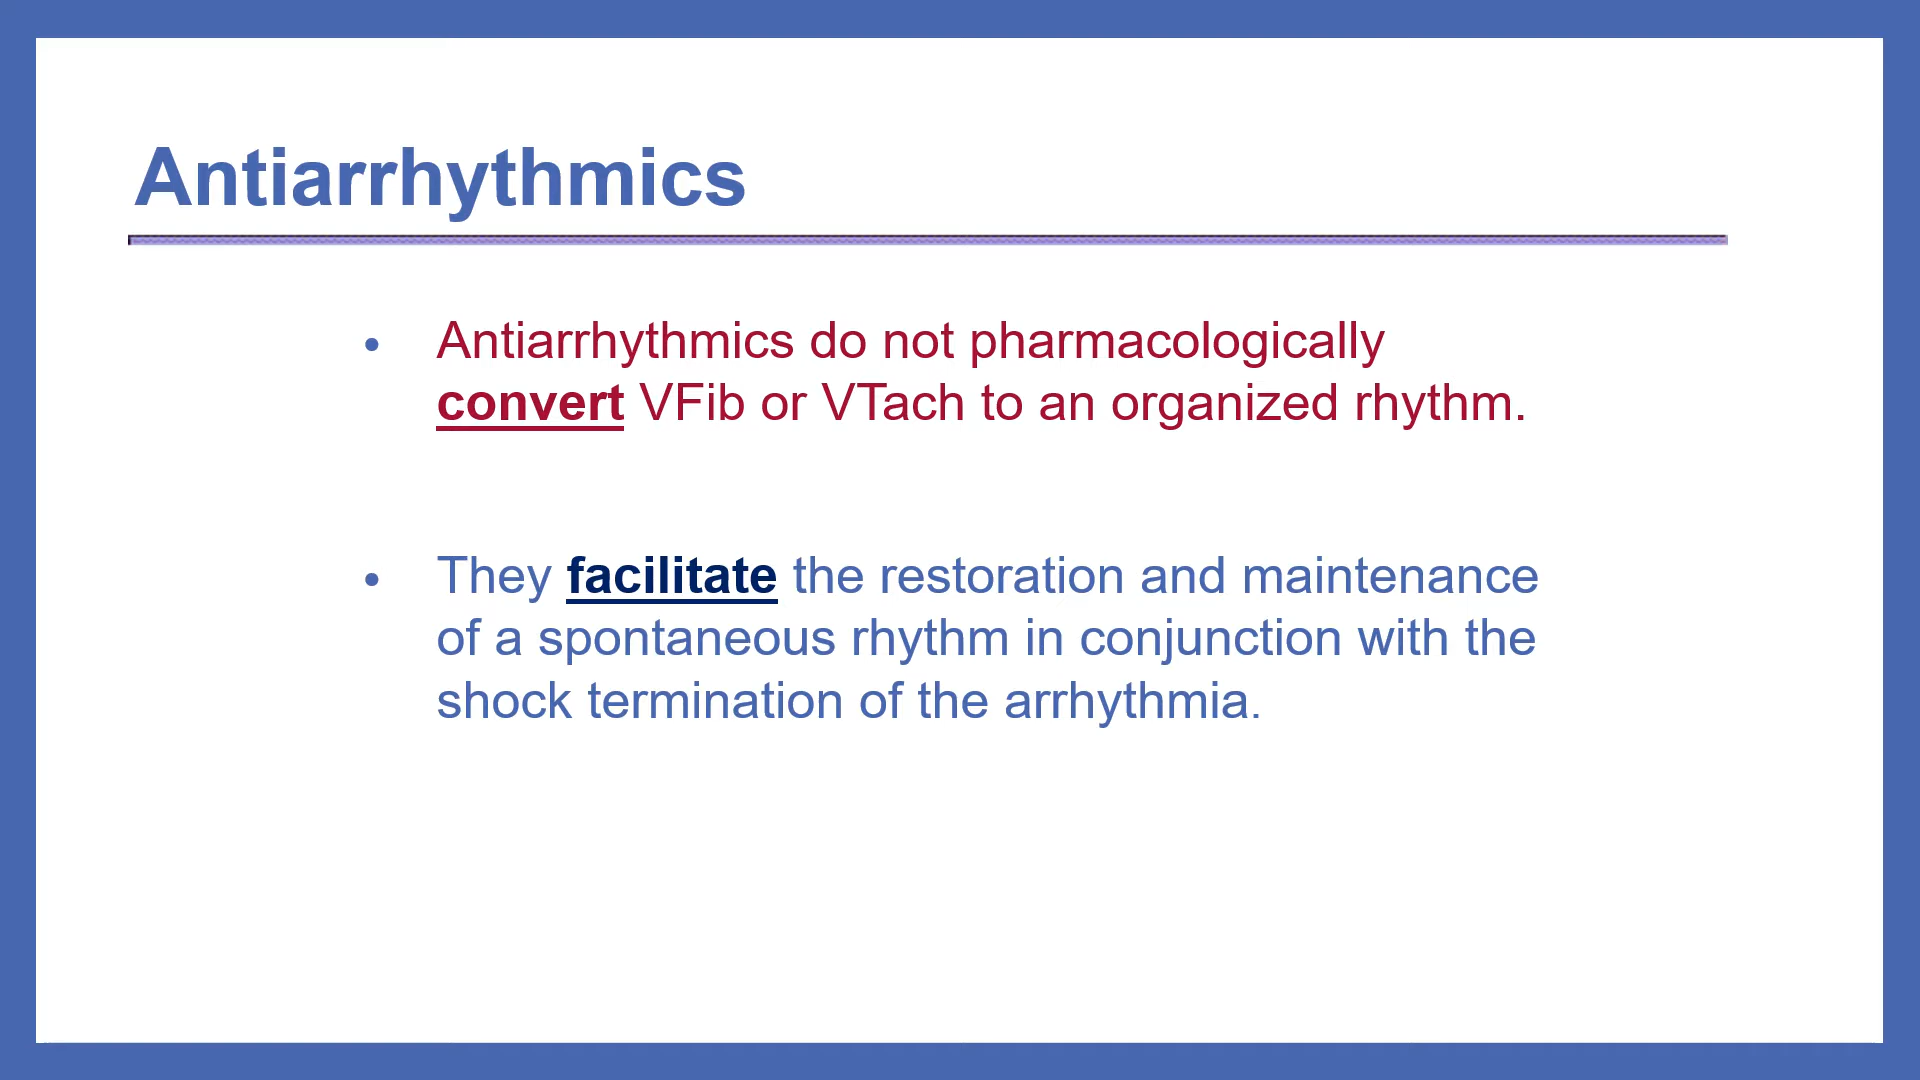 Antiarrhythmics
• Antiarrhythmics do not pharmacologically
convert VFib or VTach to an organized rhythm.
• They facilitate the restoration and maintenance
of a spontaneous rhythm in conjunction with the
shock termination of the arrhythmia.